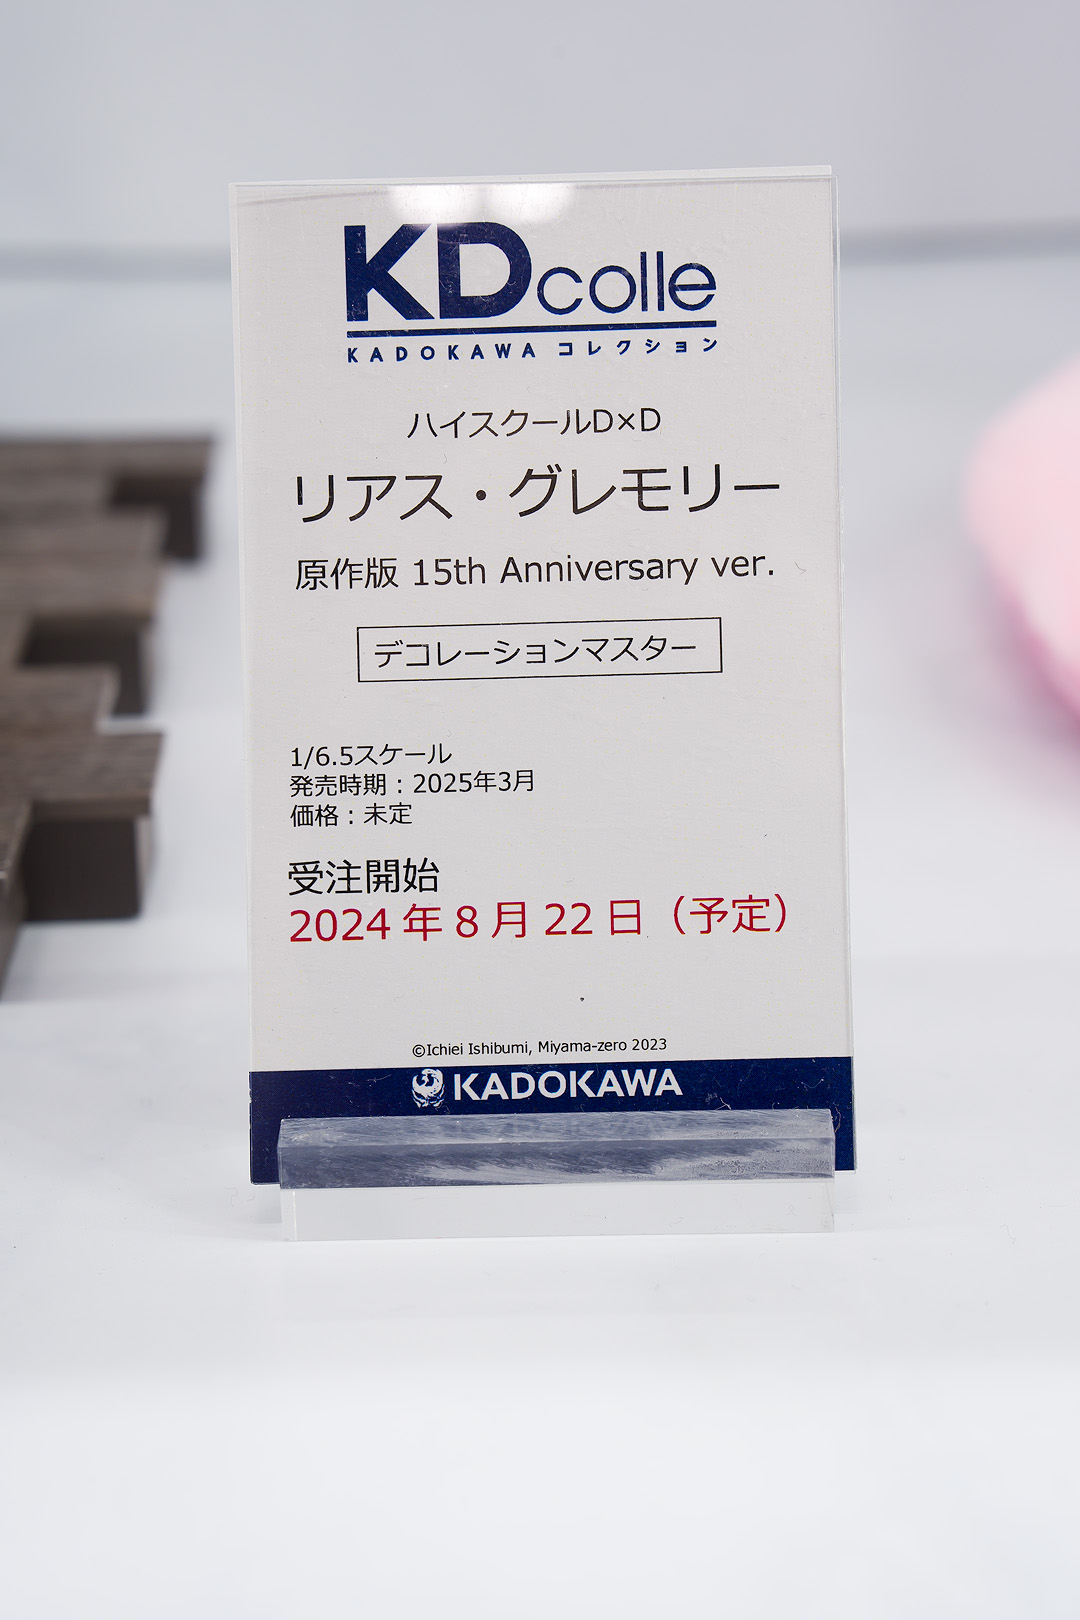 KDcolle
KADOKAWA コレクション
ハイスクールD×D
リアス・グレモリー
原作版 15th Anniversary ver.
デコレーションマスター
1/6.5スケール
発売時期：2025年3月
価格：未定
受注開始
2024年8月22日（予定）
©Ichiei Ishibumi, Miyama-zero 2023
KADOKAWA